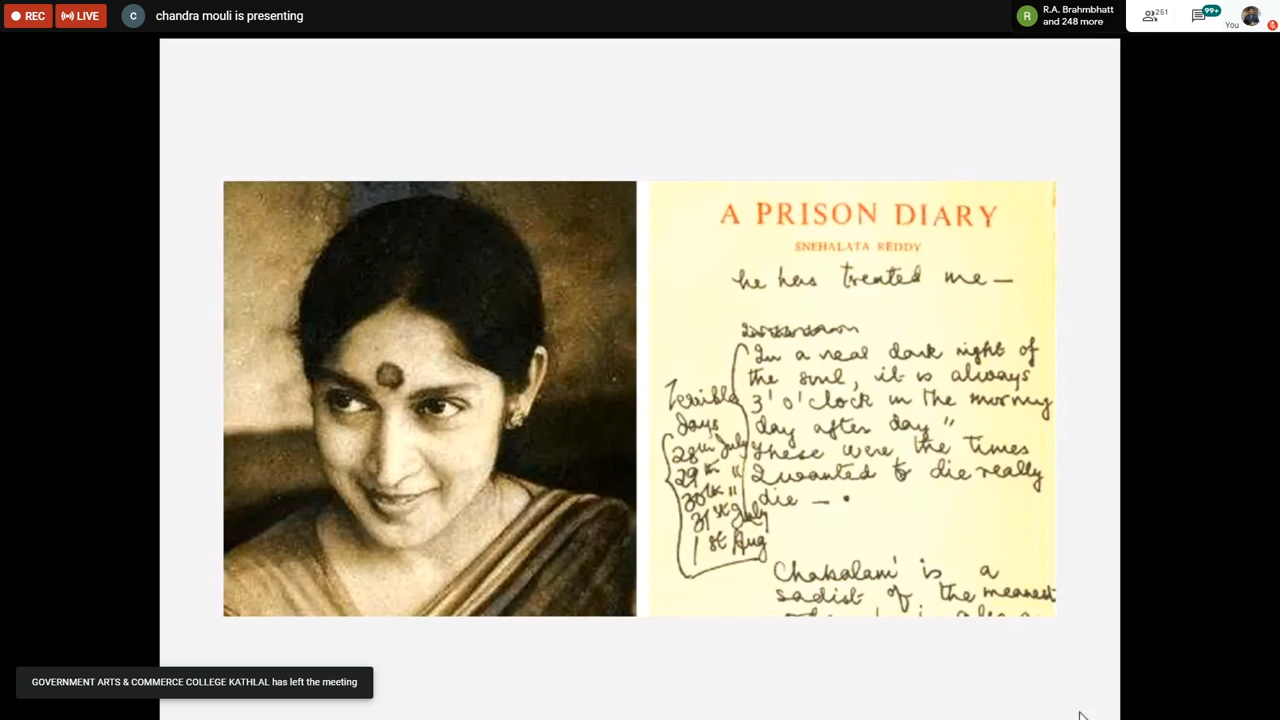 REC
LIVE
C
chandra mouli is presenting
R
R.A. Brahmbhatt
and 248 more
251
99+
You
A PRISON DIARY
SNEHALATA REDDY
he has treated me —
In a real dark night of
the soul, it is always
3' o' clock in the morning
day after day "
These were the times
I wanted to die really
die —
Terrible
days
28th July
29th "
30th "
31st July
1st Aug
Chakalani is a
sadist of the meanest
GOVERNMENT ARTS & COMMERCE COLLEGE KATHLAL has left the meeting